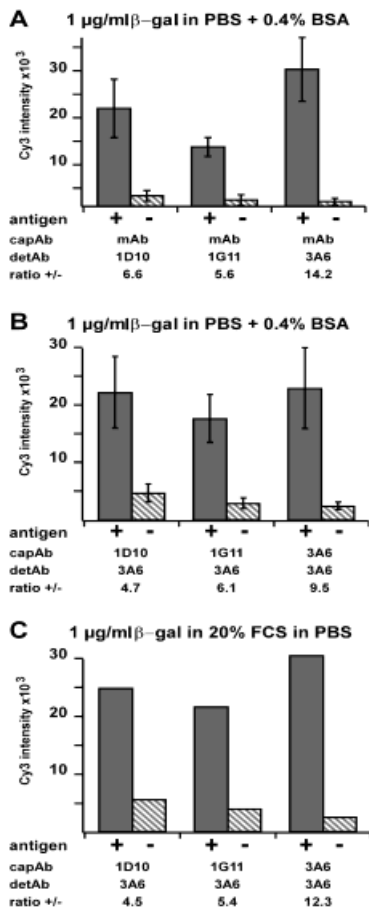 A 1 µg/mlβ-gal in PBS + 0.4% BSA
Cy3 intensity x10³
30
20
10
antigen + - + - + -
capAb mAb mAb mAb
detAb 1D10 1G11 3A6
ratio +/- 6.6 5.6 14.2
B 1 µg/mlβ-gal in PBS + 0.4% BSA
Cy3 intensity x10³
30
20
10
antigen + - + - + -
capAb 1D10 1G11 3A6
detAb 3A6 3A6 3A6
ratio +/- 4.7 6.1 9.5
C 1 µg/mlβ-gal in 20% FCS in PBS
Cy3 intensity x10³
30
20
10
antigen + - + - + -
capAb 1D10 1G11 3A6
detAb 3A6 3A6 3A6
ratio +/- 4.5 5.4 12.3